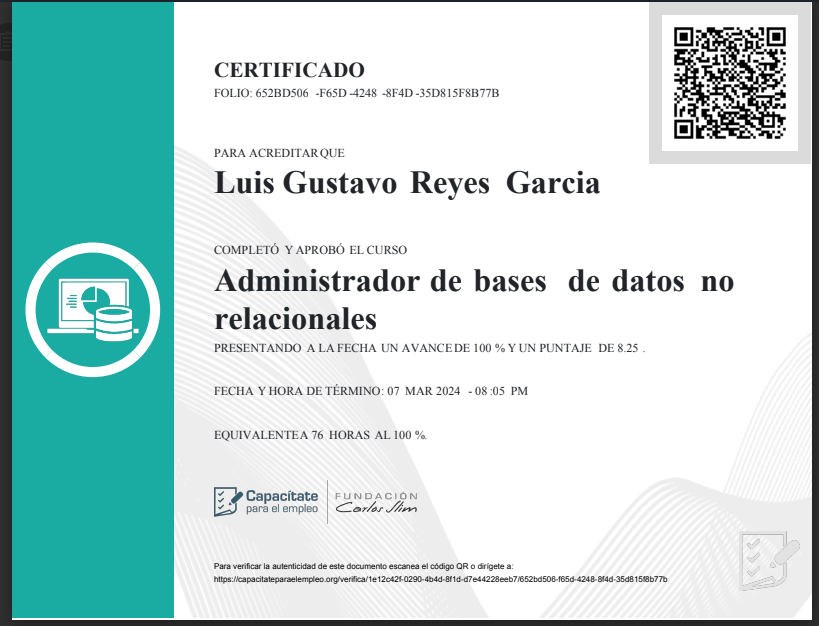 CERTIFICADO
FOLIO: 652BD506 -F65D -4248 -8F4D -35D815F8B77B
PARA ACREDITAR QUE
Luis Gustavo Reyes Garcia
COMPLETÓ Y APROBÓ EL CURSO
Administrador de bases de datos no
relacionales
PRESENTANDO A LA FECHA UN AVANCE DE 100 % Y UN PUNTAJE DE 8.25 .
FECHA Y HORA DE TÉRMINO: 07 MAR 2024 - 08 :05 PM
EQUIVALENTE A 76 HORAS AL 100 %.
Capacítate
para el empleo
FUNDACIÓN
Carlos Slim
Para verificar la autenticidad de este documento escanea el código QR o dirígete a:
https://capacitateparaelempleo.org/verifica/1e12c42f-0290-4b4d-8f1d-d7e44228eeb7/652bd506-f65d-4248-8f4d-35d815f8b77b